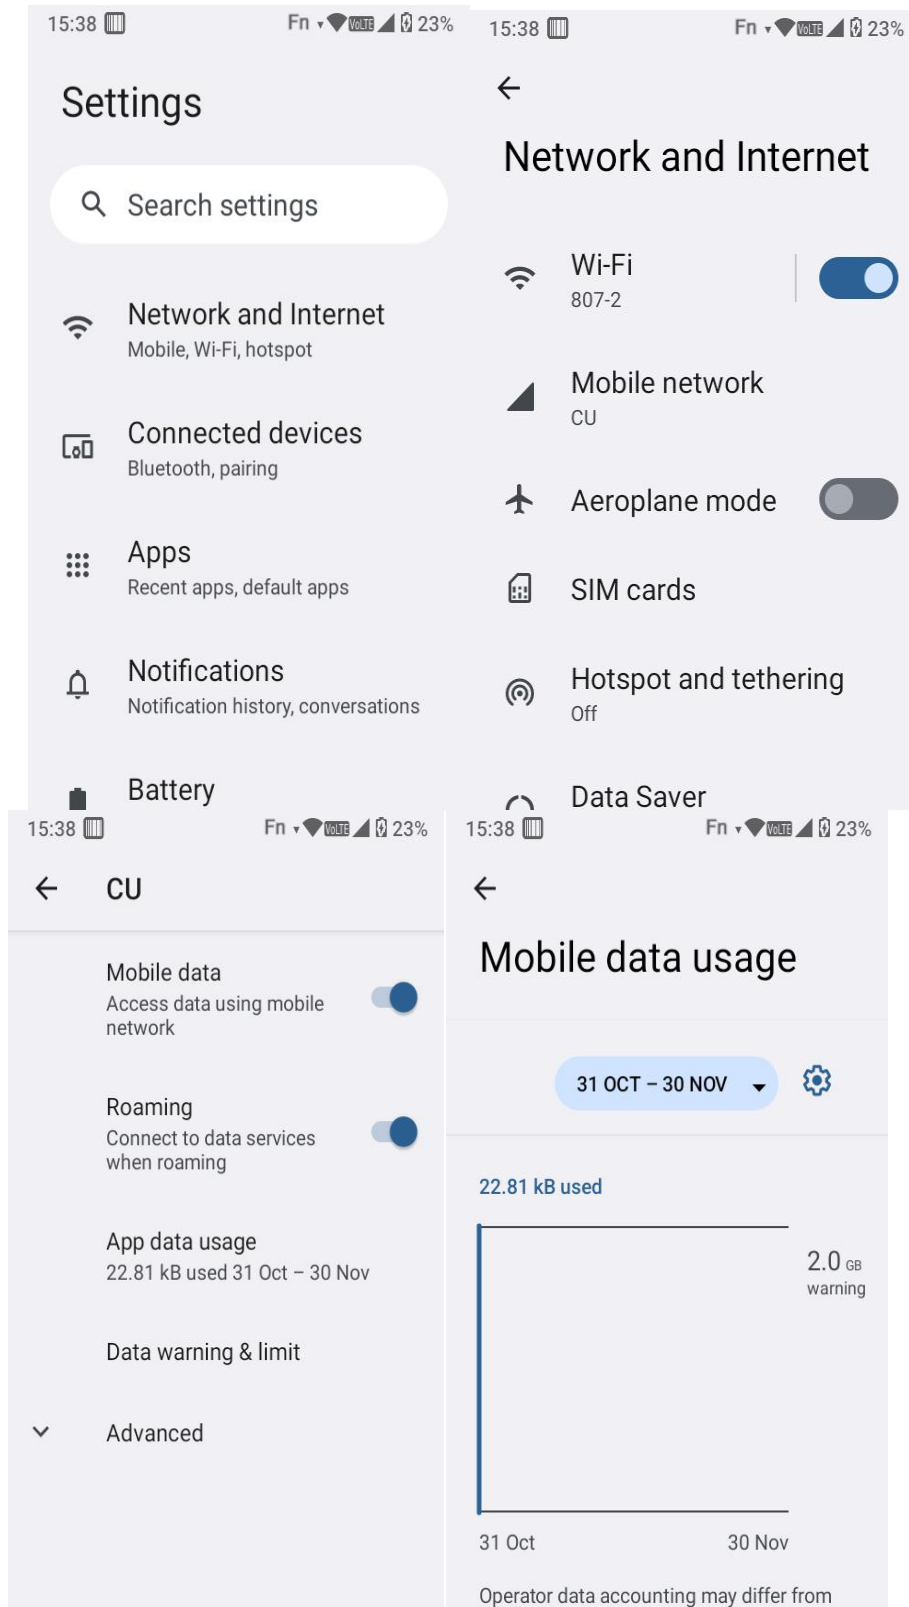 15:38 Fn VoLTE 23%
Settings
Search settings
Network and Internet
Mobile, Wi-Fi, hotspot
Connected devices
Bluetooth, pairing
Apps
Recent apps, default apps
Notifications
Notification history, conversations
Battery
15:38 Fn VoLTE 23%
Network and Internet
Wi-Fi
807-2
Mobile network
CU
Aeroplane mode
SIM cards
Hotspot and tethering
Off
Data Saver
15:38 Fn VoLTE 23%
CU
Mobile data
Access data using mobile
network
Roaming
Connect to data services
when roaming
App data usage
22.81 kB used 31 Oct – 30 Nov
Data warning & limit
Advanced
15:38 Fn VoLTE 23%
Mobile data usage
31 OCT – 30 NOV
22.81 kB used
2.0 GB
warning
31 Oct 30 Nov
Operator data accounting may differ from